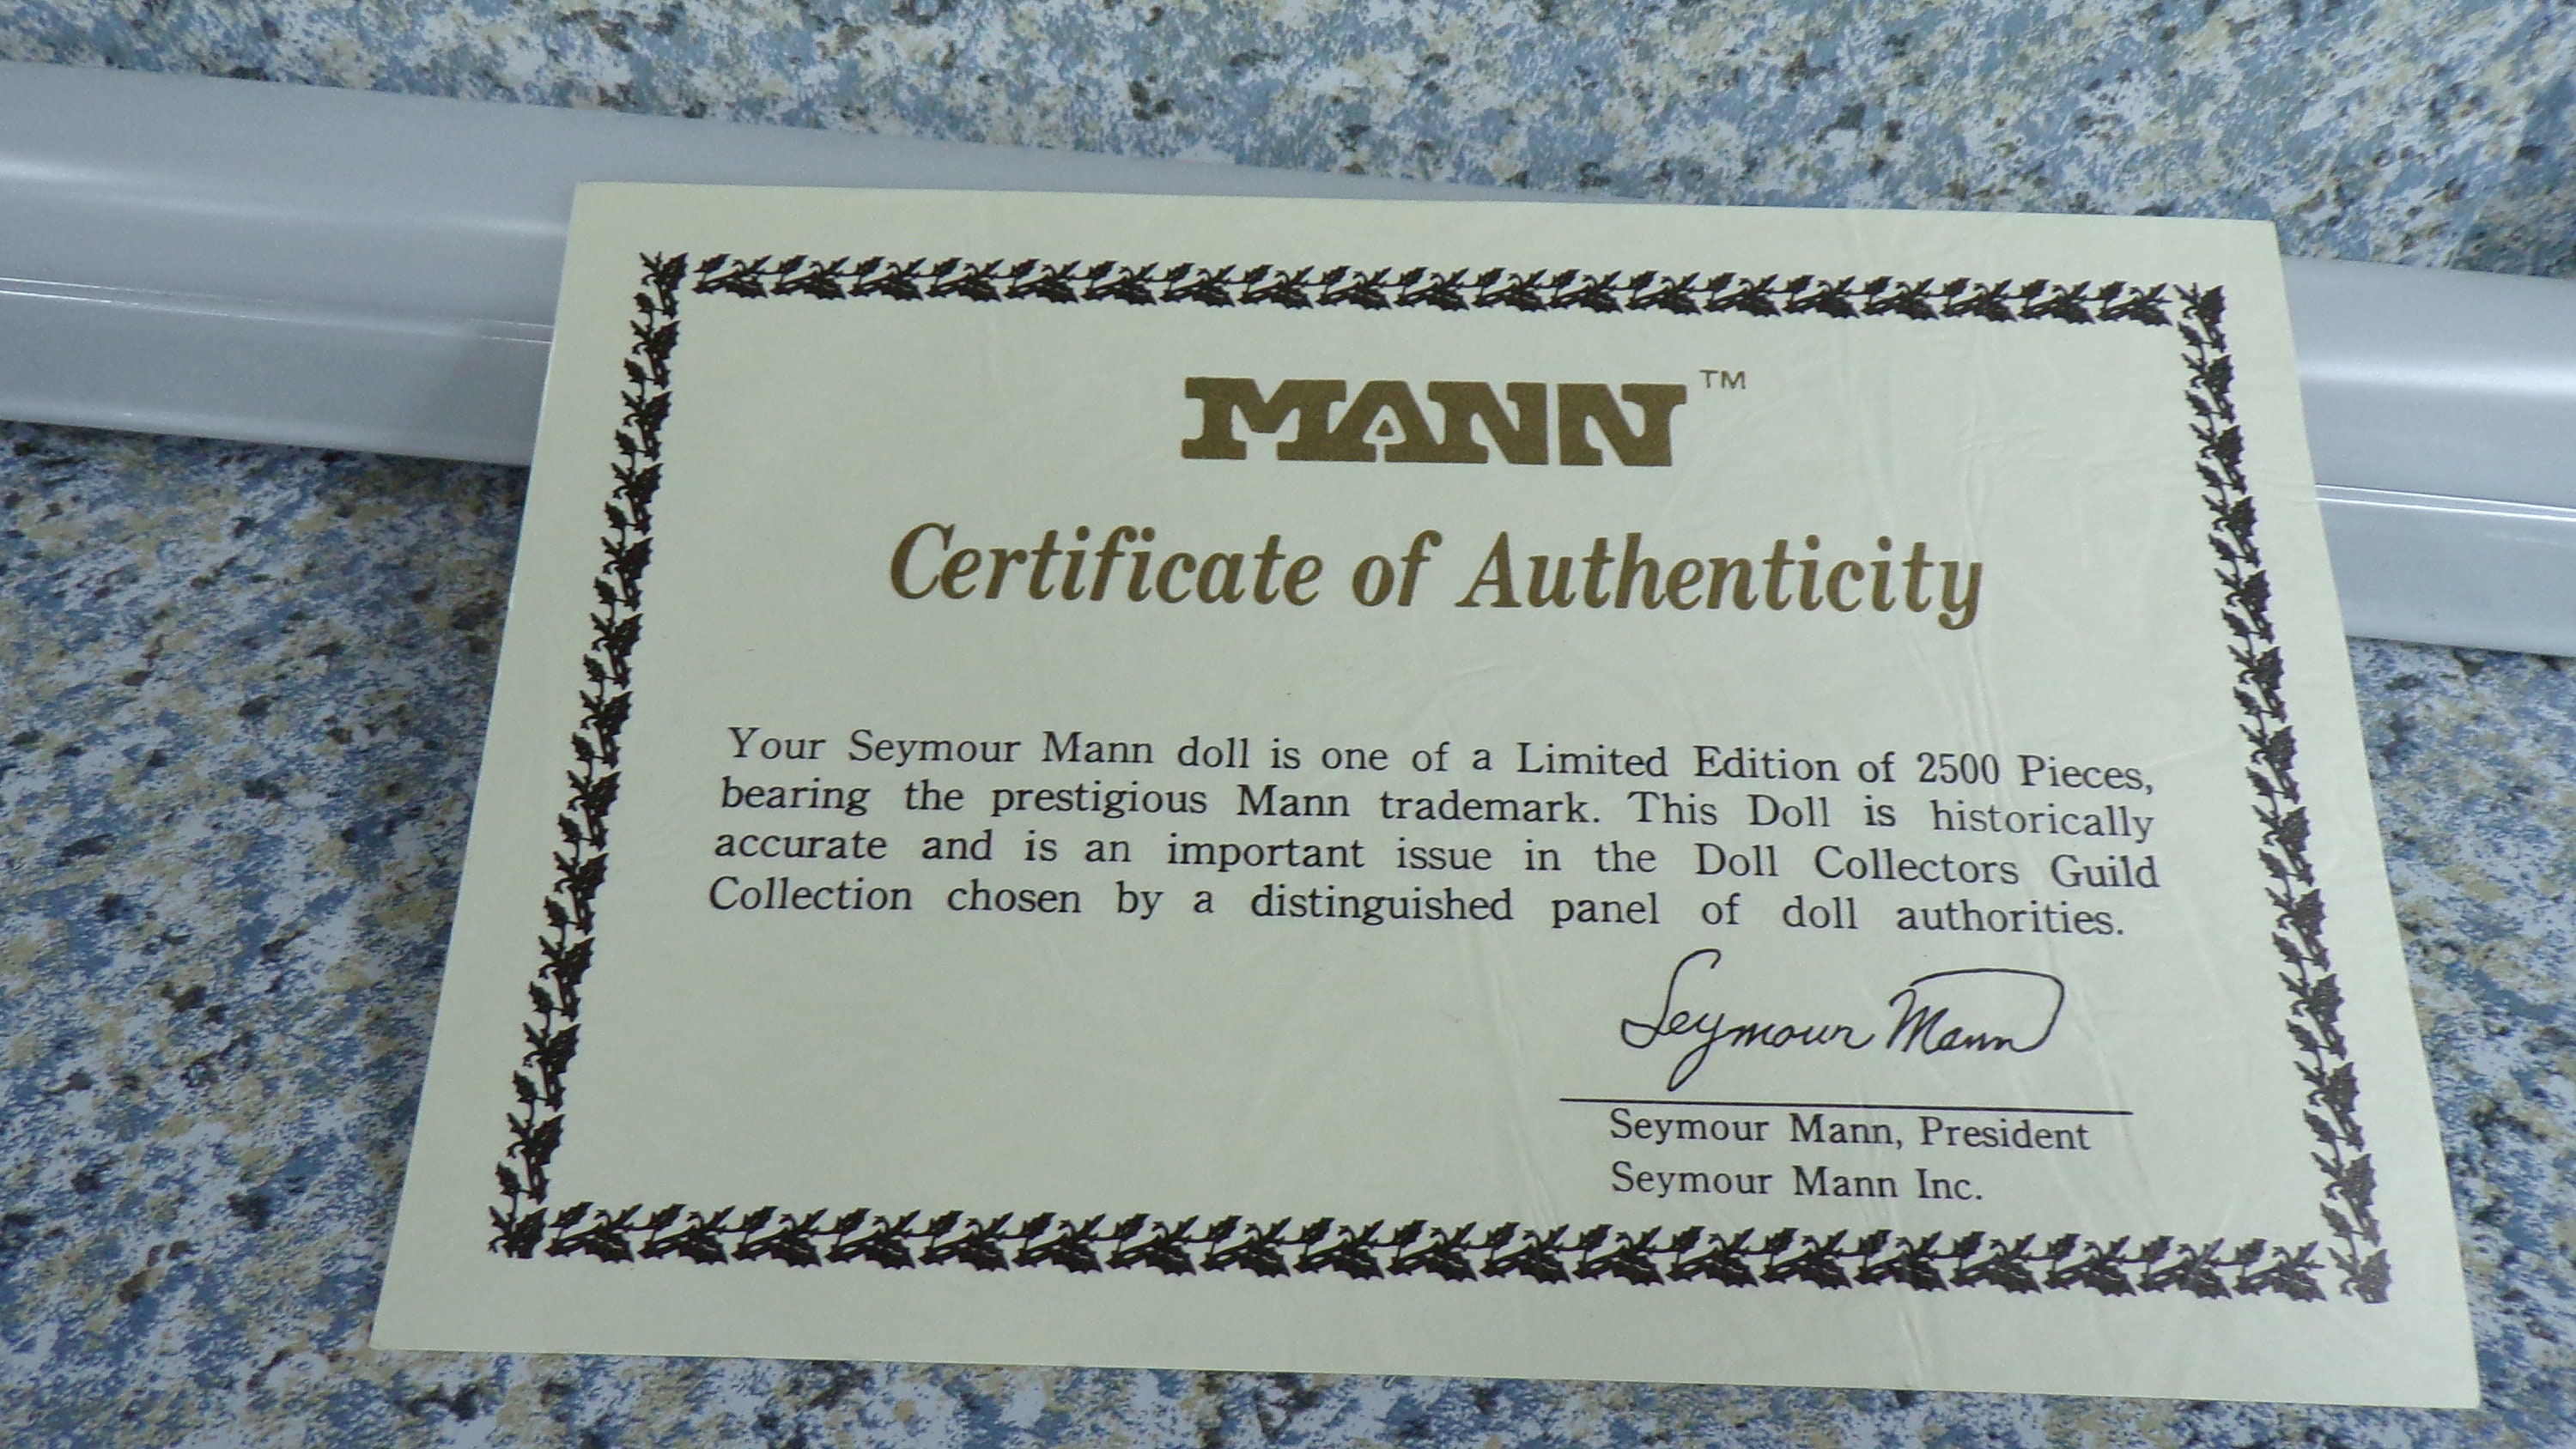 MANN™
Certificate of Authenticity
Your Seymour Mann doll is one of a Limited Edition of 2500 Pieces,
bearing the prestigious Mann trademark. This Doll is historically
accurate and is an important issue in the Doll Collectors Guild
Collection chosen by a distinguished panel of doll authorities.
Seymour Mann
Seymour Mann, President
Seymour Mann Inc.